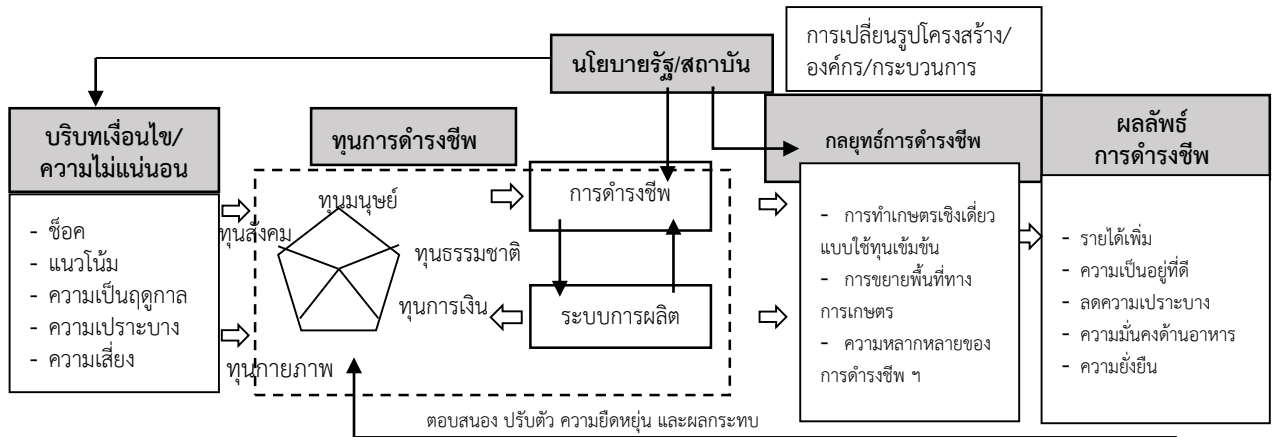 การเปลี่ยนรูปโครงสร้าง/
องค์กร/กระบวนการ
นโยบายรัฐ/สถาบัน
บริบทเงื่อนไข/
ความไม่แน่นอน
- ช็อค
- แนวโน้ม
- ความเป็นฤดูกาล
- ความเปราะบาง
- ความเสี่ยง
ทุนการดำรงชีพ
ทุนมนุษย์
ทุนสังคม
ทุนธรรมชาติ
ทุนการเงิน
ทุนกายภาพ
การดำรงชีพ
ระบบการผลิต
กลยุทธ์การดำรงชีพ
- การทำเกษตรเชิงเดี่ยว
แบบใช้ทุนเข้มข้น
- การขยายพื้นที่ทาง
การเกษตร
- ความหลากหลายของ
การดำรงชีพ ฯ
ผลลัพธ์
การดำรงชีพ
- รายได้เพิ่ม
- ความเป็นอยู่ที่ดี
- ลดความเปราะบาง
- ความมั่นคงด้านอาหาร
- ความยั่งยืน
ตอบสนอง ปรับตัว ความยืดหยุ่น และผลกระทบ